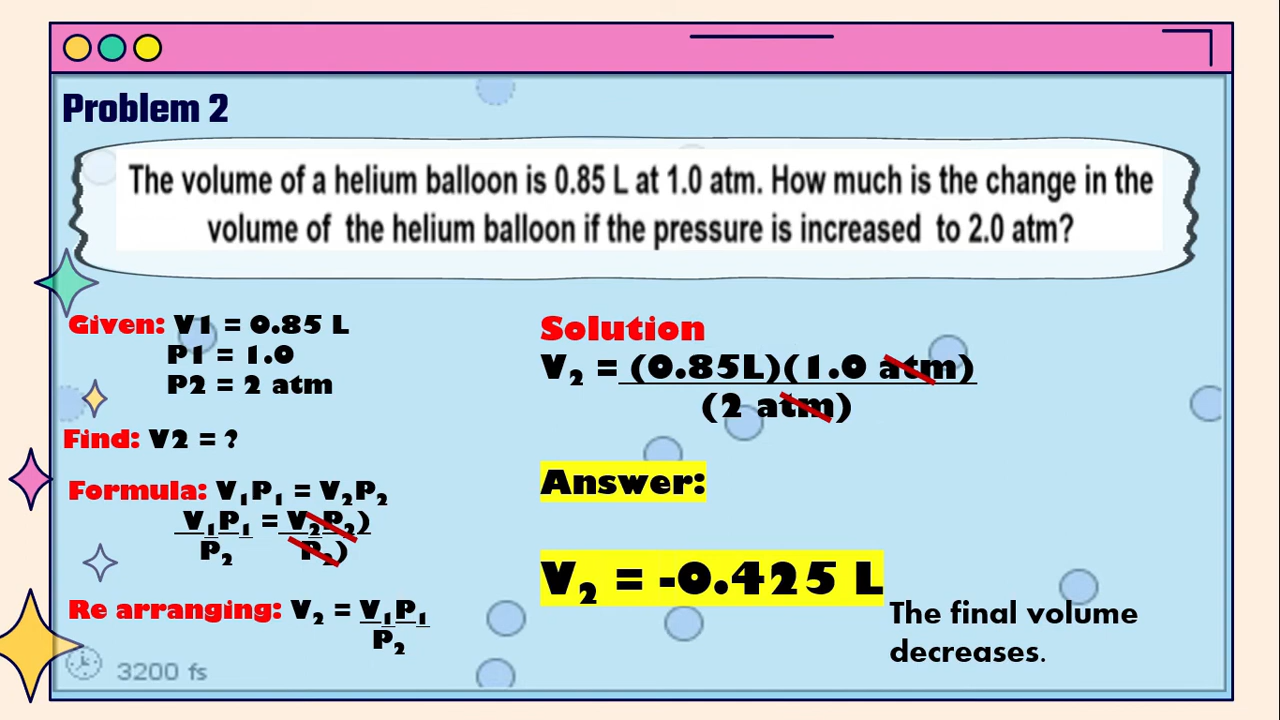 Problem 2
The volume of a helium balloon is 0.85 L at 1.0 atm. How much is the change in the
volume of the helium balloon if the pressure is increased to 2.0 atm?
Given: V1 = 0.85 L
P1 = 1.0
P2 = 2 atm
Find: V2 = ?
Formula: V₁P₁ = V₂P₂
V₁P₁ = V₂P₂)
P₂ P₂)
Re arranging: V₂ = V₁P₁
P₂
3200 fs
Solution
V₂ = (0.85L)(1.0 atm)
(2 atm)
Answer:
V₂ = -0.425 L
The final volume
decreases.